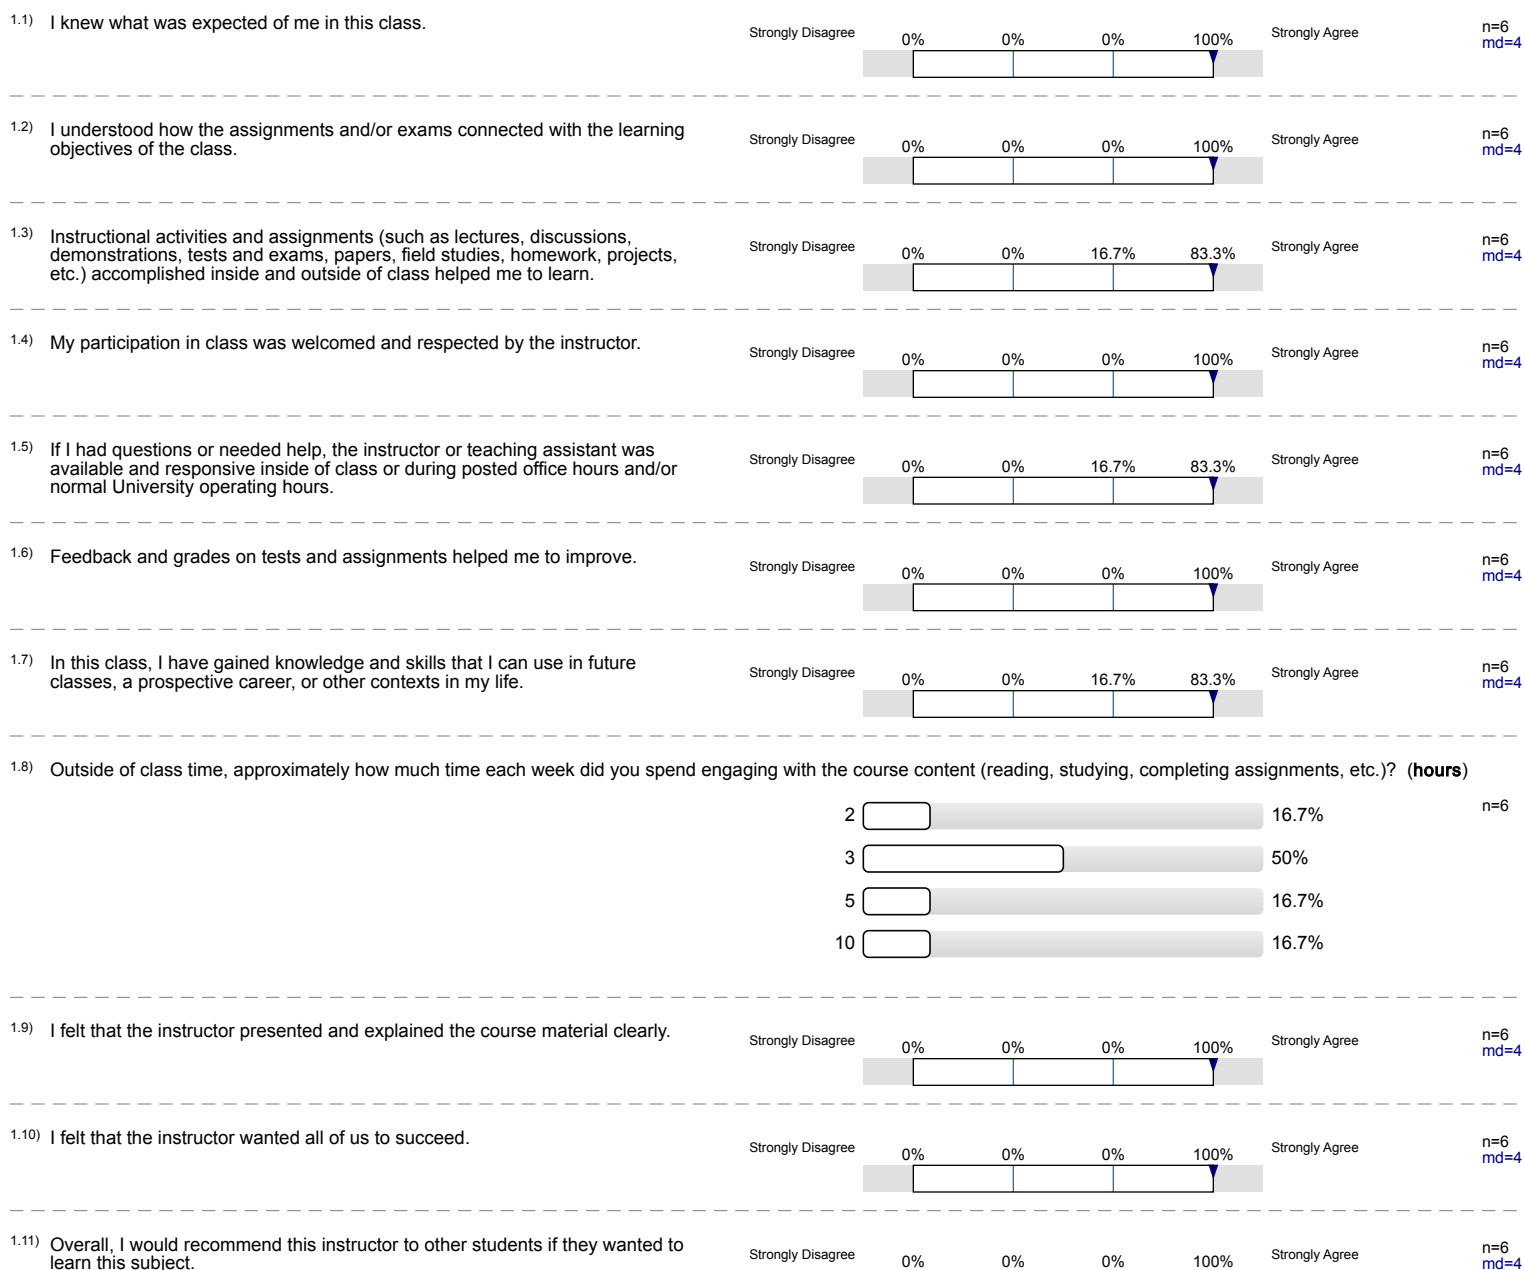 1.1) I knew what was expected of me in this class.
Strongly Disagree 0% 0% 0% 100% Strongly Agree n=6
md=4
1.2) I understood how the assignments and/or exams connected with the learning
objectives of the class.
Strongly Disagree 0% 0% 0% 100% Strongly Agree n=6
md=4
1.3) Instructional activities and assignments (such as lectures, discussions,
demonstrations, tests and exams, papers, field studies, homework, projects,
etc.) accomplished inside and outside of class helped me to learn.
Strongly Disagree 0% 0% 16.7% 83.3% Strongly Agree n=6
md=4
1.4) My participation in class was welcomed and respected by the instructor.
Strongly Disagree 0% 0% 0% 100% Strongly Agree n=6
md=4
1.5) If I had questions or needed help, the instructor or teaching assistant was
available and responsive inside of class or during posted office hours and/or
normal University operating hours.
Strongly Disagree 0% 0% 16.7% 83.3% Strongly Agree n=6
md=4
1.6) Feedback and grades on tests and assignments helped me to improve.
Strongly Disagree 0% 0% 0% 100% Strongly Agree n=6
md=4
1.7) In this class, I have gained knowledge and skills that I can use in future
classes, a prospective career, or other contexts in my life.
Strongly Disagree 0% 0% 16.7% 83.3% Strongly Agree n=6
md=4
1.8) Outside of class time, approximately how much time each week did you spend engaging with the course content (reading, studying, completing assignments, etc.)? (hours)
2 16.7% n=6
3 50%
5 16.7%
10 16.7%
1.9) I felt that the instructor presented and explained the course material clearly.
Strongly Disagree 0% 0% 0% 100% Strongly Agree n=6
md=4
1.10) I felt that the instructor wanted all of us to succeed.
Strongly Disagree 0% 0% 0% 100% Strongly Agree n=6
md=4
1.11) Overall, I would recommend this instructor to other students if they wanted to
learn this subject.
Strongly Disagree 0% 0% 0% 100% Strongly Agree n=6
md=4